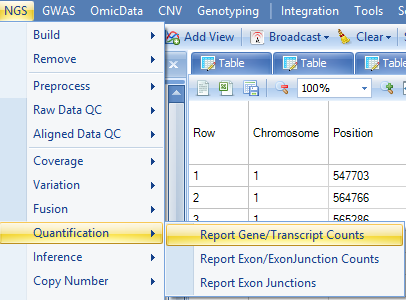 NGS GWAS OmicData CNV Genotyping Integration Tools
Build
Add View Broadcast Clear
Remove
Table Table Table
Preprocess
100%
Raw Data QC
Aligned Data QC
Row Chromosome Position
Coverage
1 1 547703
Variation
2 1 564766
Fusion
3 1 565286
Quantification
Report Gene/Transcript Counts
Inference
Report Exon/ExonJunction Counts
Copy Number
Report Exon Junctions